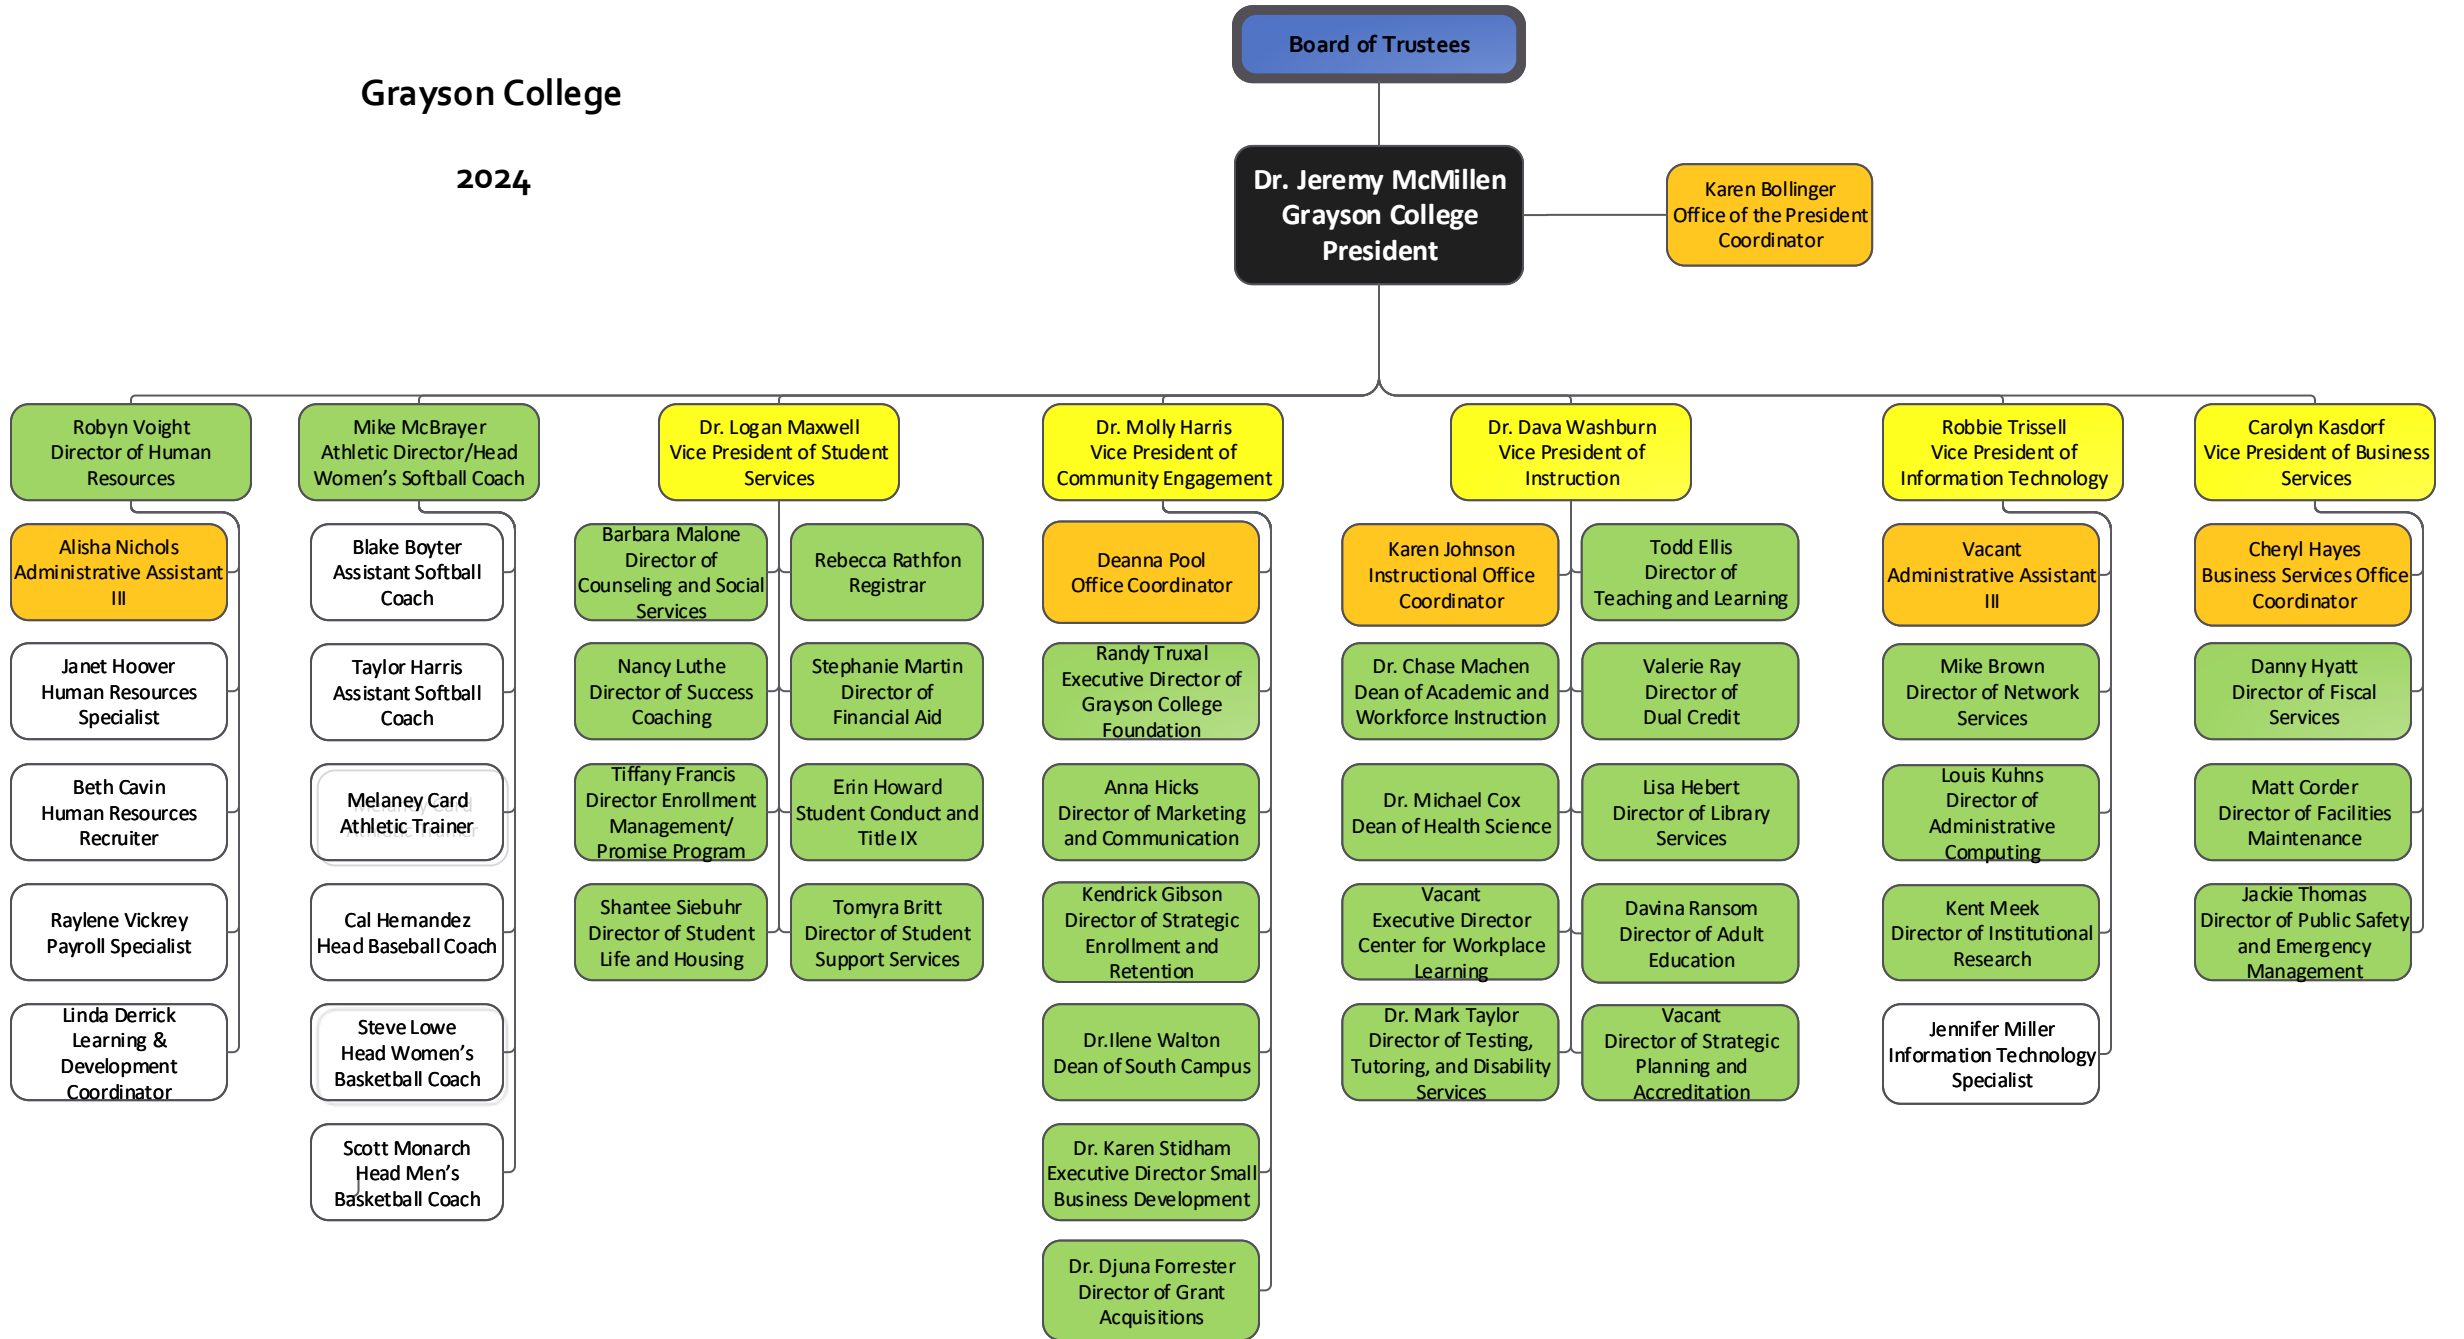 Board of Trustees
Grayson College
2024
Dr. Jeremy McMillen
Grayson College
President
Karen Bollinger
Office of the President
Coordinator
Robyn Voight
Director of Human
Resources
Alisha Nichols
Administrative Assistant
III
Janet Hoover
Human Resources
Specialist
Beth Cavin
Human Resources
Recruiter
Raylene Vickrey
Payroll Specialist
Linda Derrick
Learning &
Development
Coordinator
Mike McBrayer
Athletic Director/Head
Women's Softball Coach
Blake Boyter
Assistant Softball
Coach
Taylor Harris
Assistant Softball
Coach
Melaney Card
Athletic Trainer
Cal Hernandez
Head Baseball Coach
Steve Lowe
Head Women's
Basketball Coach
Scott Monarch
Head Men's
Basketball Coach
Dr. Logan Maxwell
Vice President of Student
Services
Barbara Malone
Director of
Counseling and Social
Services
Nancy Luthe
Director of Success
Coaching
Tiffany Francis
Director Enrollment
Management/
Promise Program
Shantee Siebuhr
Director of Student
Life and Housing
Rebecca Rathfon
Registrar
Stephanie Martin
Director of
Financial Aid
Erin Howard
Student Conduct and
Title IX
Tomyra Britt
Director of Student
Support Services
Dr. Molly Harris
Vice President of
Community Engagement
Deanna Pool
Office Coordinator
Randy Truxal
Executive Director of
Grayson College
Foundation
Anna Hicks
Director of Marketing
and Communication
Kendrick Gibson
Director of Strategic
Enrollment and
Retention
Dr.Ilene Walton
Dean of South Campus
Dr. Karen Stidham
Executive Director Small
Business Development
Dr. Djuna Forrester
Director of Grant
Acquisitions
Dr. Dava Washburn
Vice President of
Instruction
Karen Johnson
Instructional Office
Coordinator
Dr. Chase Machen
Dean of Academic and
Workforce Instruction
Dr. Michael Cox
Dean of Health Science
Vacant
Executive Director
Center for Workplace
Learning
Dr. Mark Taylor
Director of Testing,
Tutoring, and Disability
Services
Todd Ellis
Director of
Teaching and Learning
Valerie Ray
Director of
Dual Credit
Lisa Hebert
Director of Library
Services
Davina Ransom
Director of Adult
Education
Vacant
Director of Strategic
Planning and
Accreditation
Robbie Trissell
Vice President of
Information Technology
Vacant
Administrative Assistant
III
Mike Brown
Director of Network
Services
Louis Kuhns
Director of
Administrative
Computing
Kent Meek
Director of Institutional
Research
Jennifer Miller
Information Technology
Specialist
Carolyn Kasdorf
Vice President of Business
Services
Cheryl Hayes
Business Services Office
Coordinator
Danny Hyatt
Director of Fiscal
Services
Matt Corder
Director of Facilities
Maintenance
Jackie Thomas
Director of Public Safety
and Emergency
Management